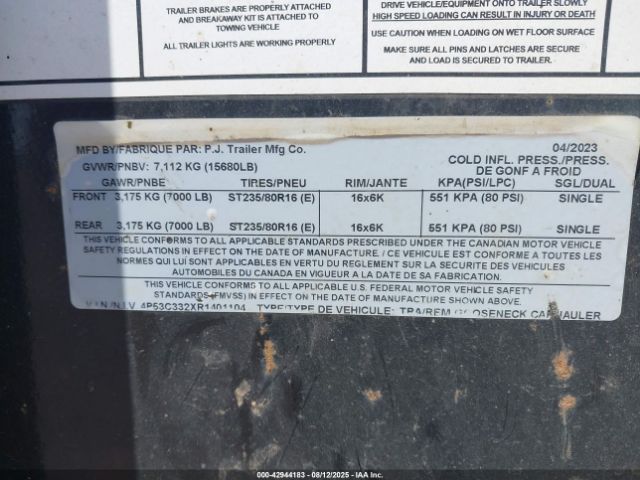 TRAILER BRAKES ARE PROPERLY ATTACHED
AND BREAKAWAY KIT IS ATTACHED TO
TOWING VEHICLE
ALL TRAILER LIGHTS ARE WORKING PROPERLY
DRIVE VEHICLE/EQUIPMENT ONTO TRAILER SLOWLY
HIGH SPEED LOADING CAN RESULT IN INJURY OR DEATH
USE CAUTION WHEN LOADING ON WET FLOOR SURFACE
MAKE SURE ALL PINS AND LATCHES ARE SECURE
AND LOAD IS SECURED TO TRAILER.
MFD BY/FABRIQUE PAR: P.J. Trailer Mfg Co. 04/2023
GVWR/PNBV: 7,112 KG (15680LB) COLD INFL. PRESS./PRESS.
DE GONF A FROID
GAWR/PNBE TIRES/PNEU RIM/JANTE KPA(PSI/LPC) SGL/DUAL
FRONT 3,175 KG (7000 LB) ST235/80R16 (E) 16x6K 551 KPA (80 PSI) SINGLE
REAR 3,175 KG (7000 LB) ST235/80R16 (E) 16x6K 551 KPA (80 PSI) SINGLE
THIS VEHICLE CONFORMS TO ALL APPLICABLE STANDARDS PRESCRIBED UNDER THE CANADIAN MOTOR VEHICLE
SAFETY REGULATIONS IN EFFECT ON THE DATE OF MANUFACTURE. / CE VEHICULE EST CONFORME A TOUTES LES
NORMES QUI LUI SONT APPLICABLES EN VERTU DU REGLEMENT SUR LA SECURITE DES VEHICULES
AUTOMOBILES DU CANADA EN VIGUEUR A LA DATE DE SA FABRICATION.
THIS VEHICLE CONFORMS TO ALL APPLICABLE U.S. FEDERAL MOTOR VEHICLE SAFETY
STANDARDS (FMVSS) IN EFFECT ON THE DATE OF MANUFACTURE SHOWN ABOVE.
V.I.N./N.I.V. 4P53C332XR1401104 TYPE/TYPE DE VEHICULE: TRA/REM GOOSENECK CARHAULER
000-42944183 - 08/12/2025 - IAAI.COM